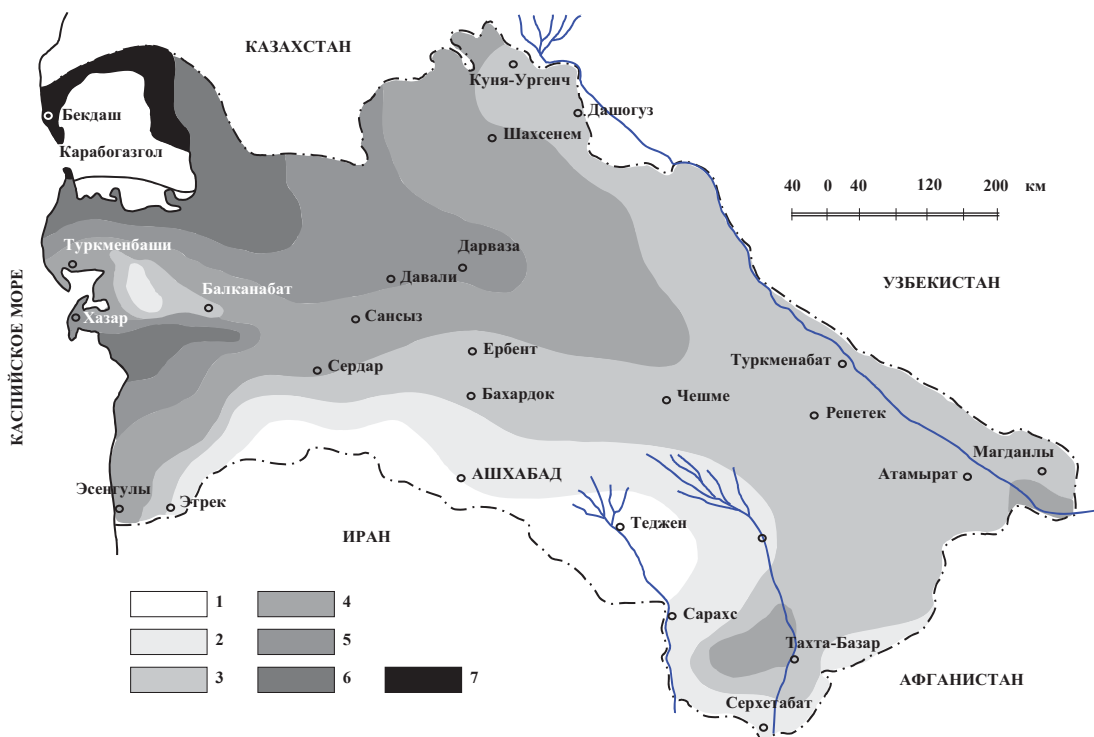 КАЗАХСТАН
Куня-Ургенч
Бекдаш
Дашогуз
Шахсенем
Карабогазгол
40 0 40 120 200 км
Туркменбаши
Дарваза
Давали
УЗБЕКИСТАН
Балканабат
Хазар
Сансыз
КАСПИЙСКОЕ МОРЕ
Ербент
Туркменабат
Сердар
Бахардок
Чешме
Репетек
Магданлы
АШХАБАД
Атамырат
Эсенгулы
Этрек
Теджен
ИРАН
1 4
2 5
3 6 7
Сарахс
Тахта-Базар
АФГАНИСТАН
Серхетабат